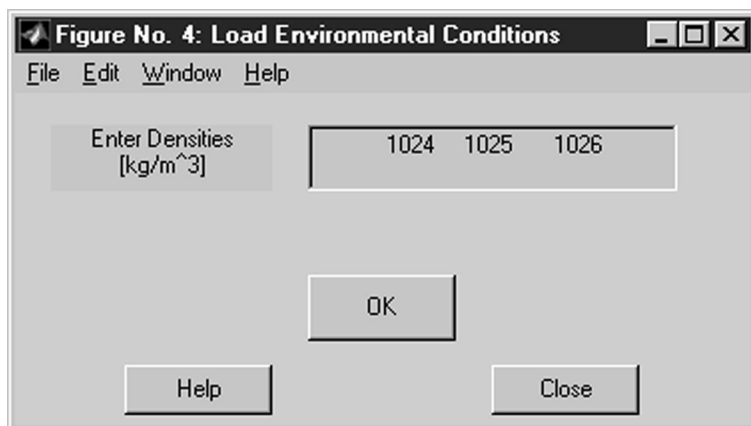 Figure No. 4: Load Environmental Conditions
File Edit Window Help
Enter Densities
[kg/m^3]
1024 1025 1026
OK
Help Close